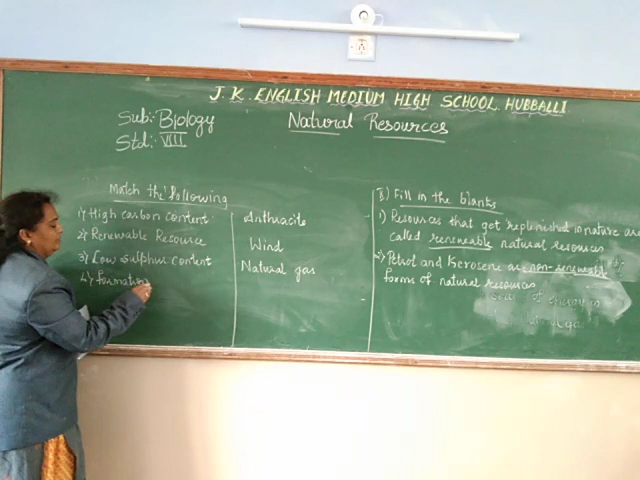 J. K. ENGLISH MEDIUM HIGH SCHOOL. HUBBALLI
Sub:- Biology
Natural Resources
Std:- VIII
Match the following
1) High carbon content. Anthracite
2) Renewable Resource Wind
3) Low Sulphur Content Natural gas
4) formation
II) Fill in the blanks
1) Resources that get replenished in nature are
called renewable natural resources
2) Petrol and kerosene are non-renewable
forms of natural resources